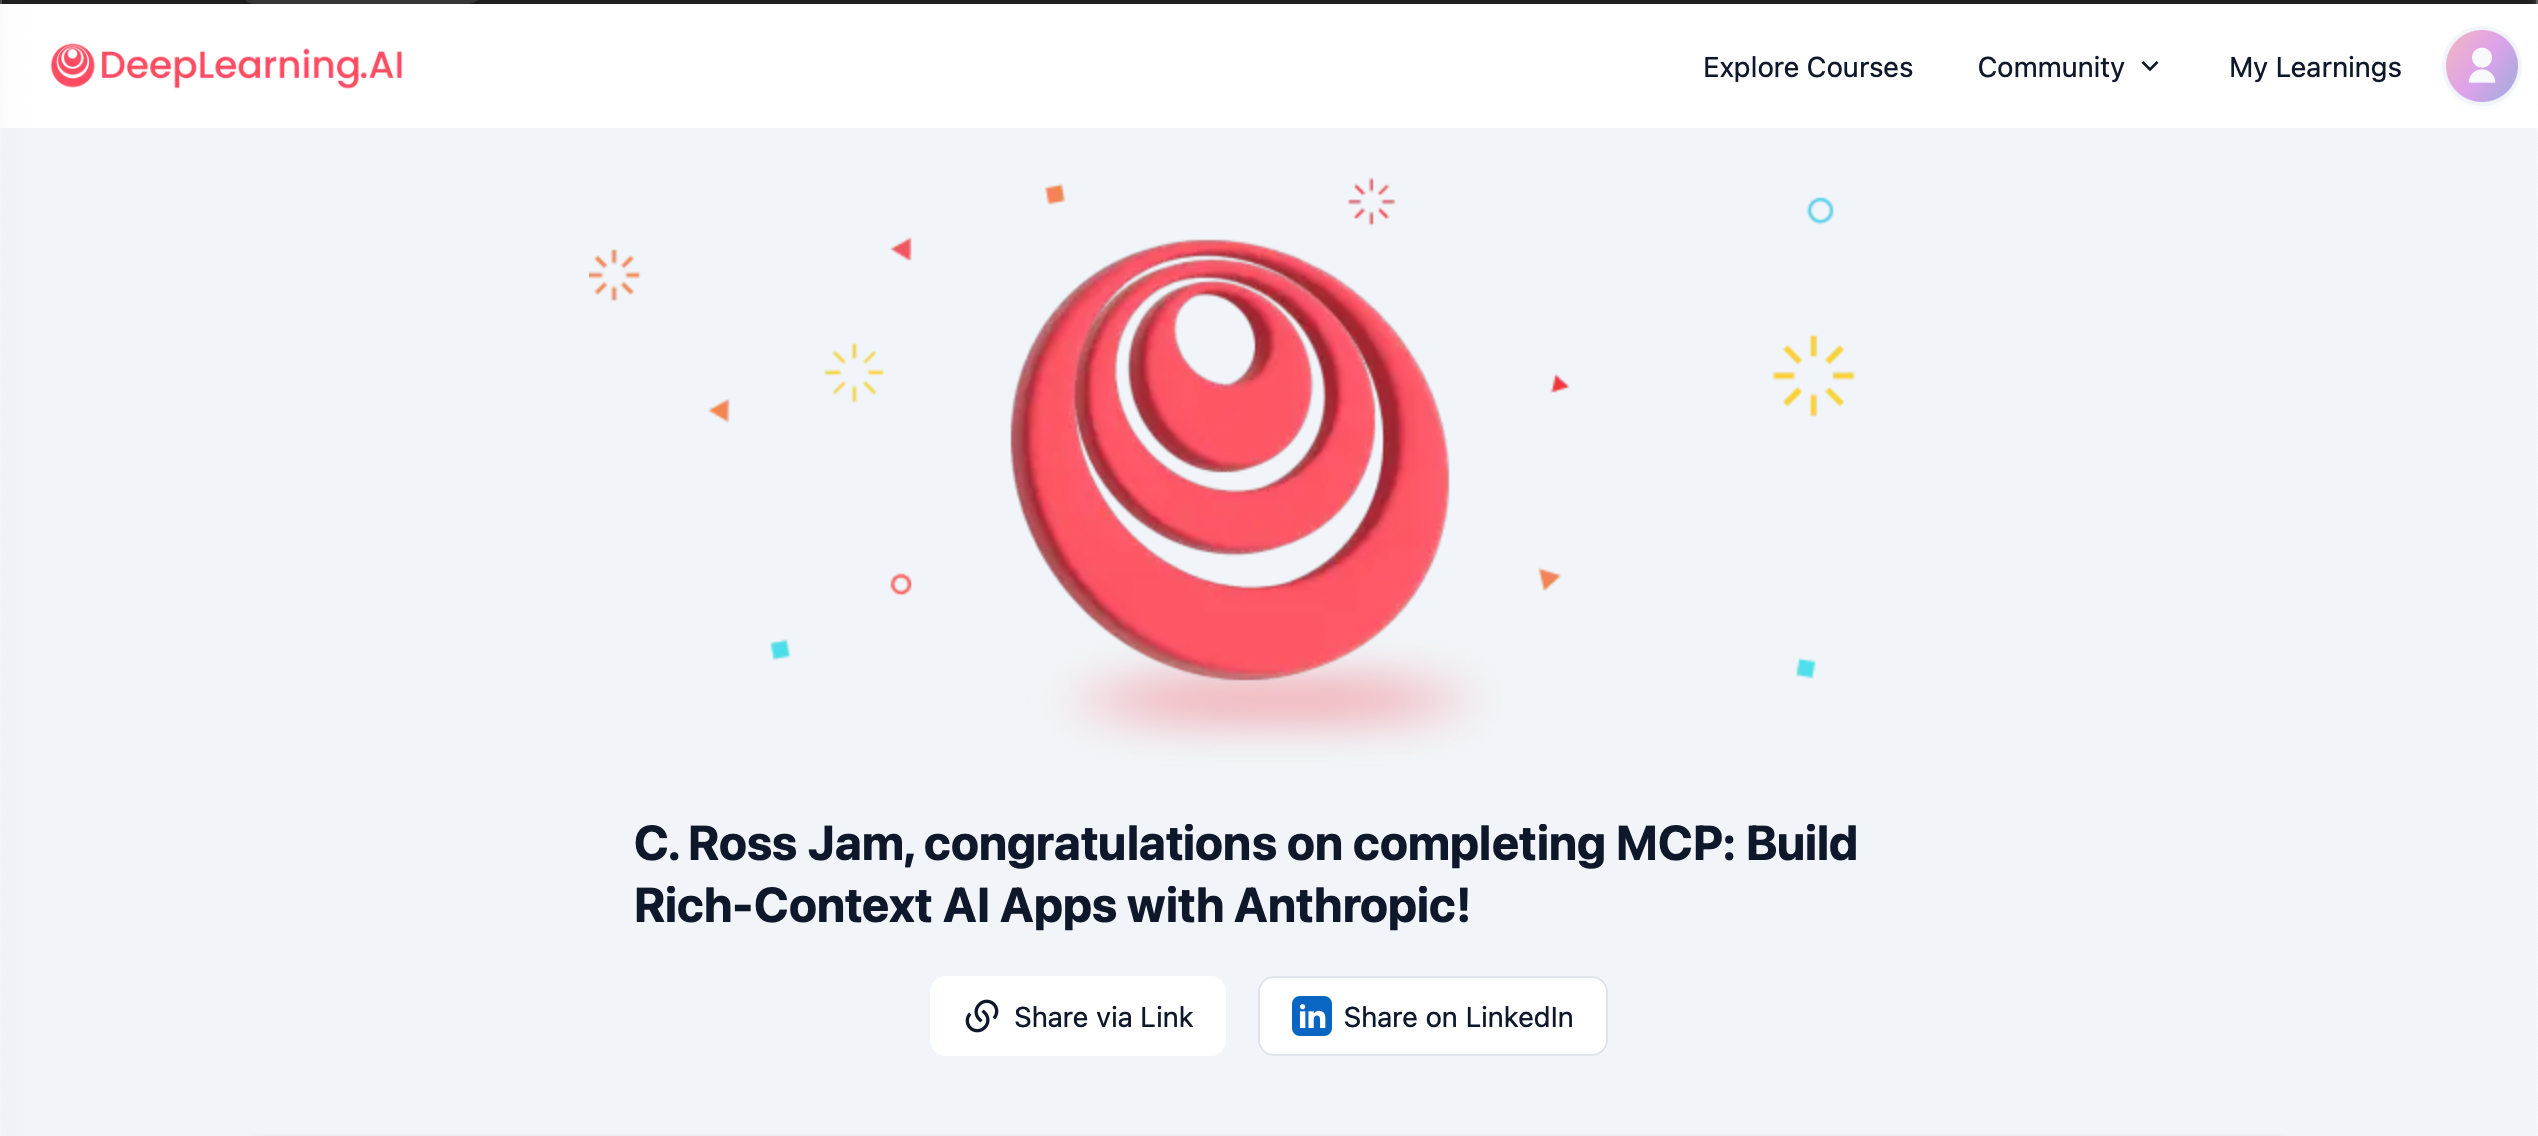 DeepLearning.AI
Explore Courses
Community
My Learnings
C. Ross Jam, congratulations on completing MCP: Build
Rich-Context AI Apps with Anthropic!
Share via Link
in Share on LinkedIn